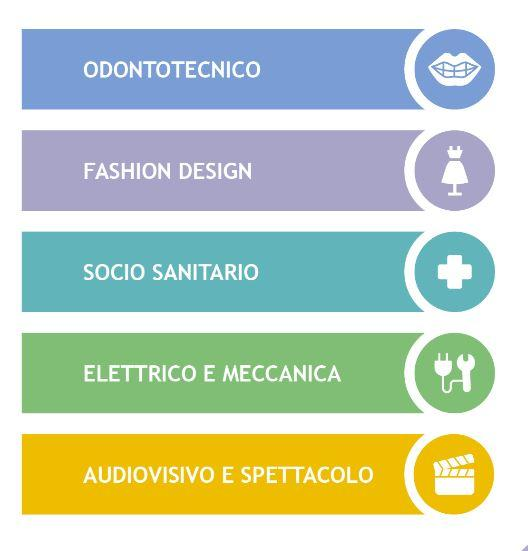 ODONTOTECNICO
FASHION DESIGN
SOCIO SANITARIO
ELETTRICO E MECCANICA
AUDIOVISIVO E SPETTACOLO